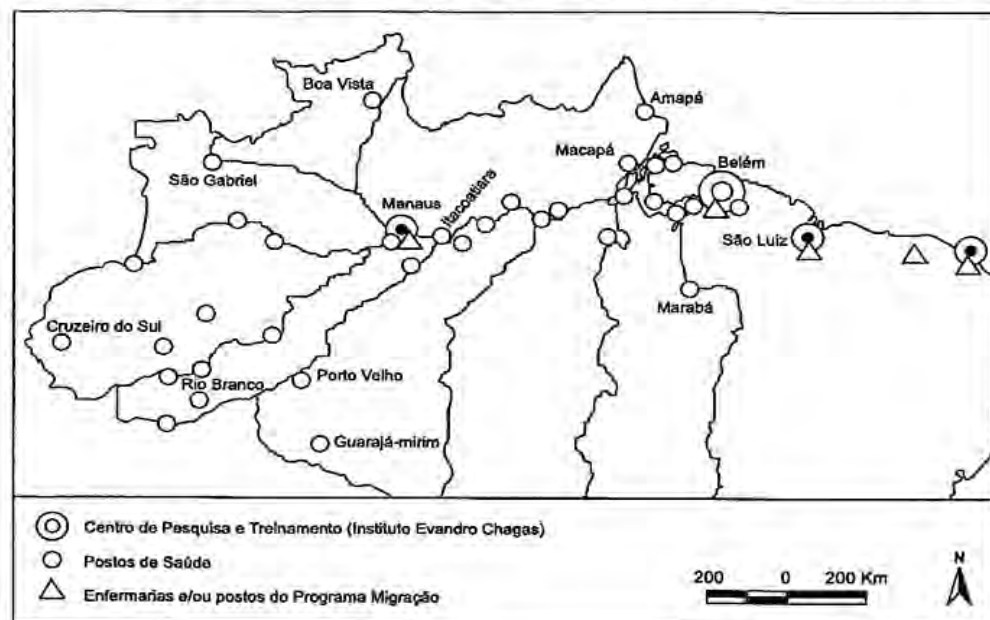 Boa Vista
Amapá
São Gabriel
Macapá
Belém
Manaus
Itacoatiara
São Luiz
Marabá
Cruzeiro do Sul
Rio Branco
Porto Velho
Guarajá-mirim
Centro de Pesquisa e Treinamento (Instituto Evandro Chagas)
Postos de Saúde
Enfermarias e/ou postos do Programa Migração
200 0 200 Km
N